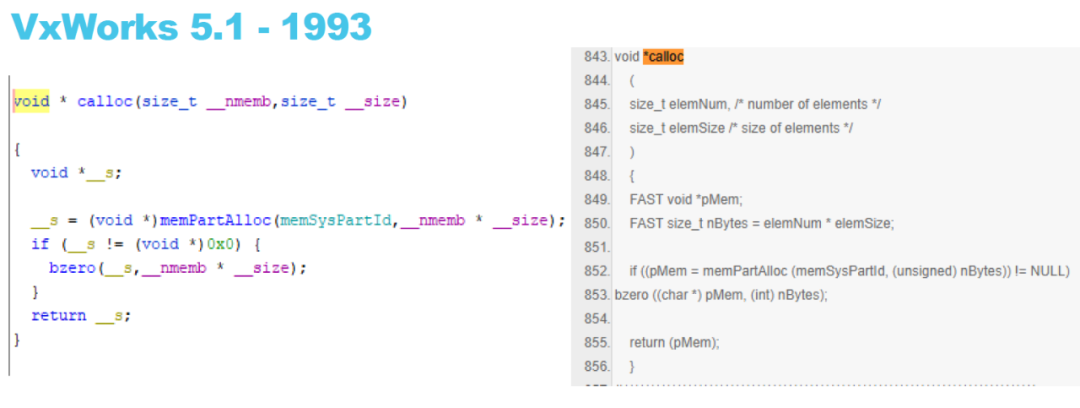 VxWorks 5.1 - 1993
void * calloc(size_t __nmemb,size_t __size)
{
void *__s;
__s = (void *)memPartAlloc(memSysPartId,__nmemb * __size);
if (__s != (void *)0x0) {
bzero(__s,__nmemb * __size);
}
return __s;
}
843. void *calloc
844. (
845. size_t elemNum, /* number of elements */
846. size_t elemSize /* size of elements */
847. )
848. {
849. FAST void *pMem;
850. FAST size_t nBytes = elemNum * elemSize;
851.
852. if ((pMem = memPartAlloc (memSysPartId, (unsigned) nBytes)) != NULL)
853. bzero ((char *) pMem, (int) nBytes);
854.
855. return (pMem);
856. }